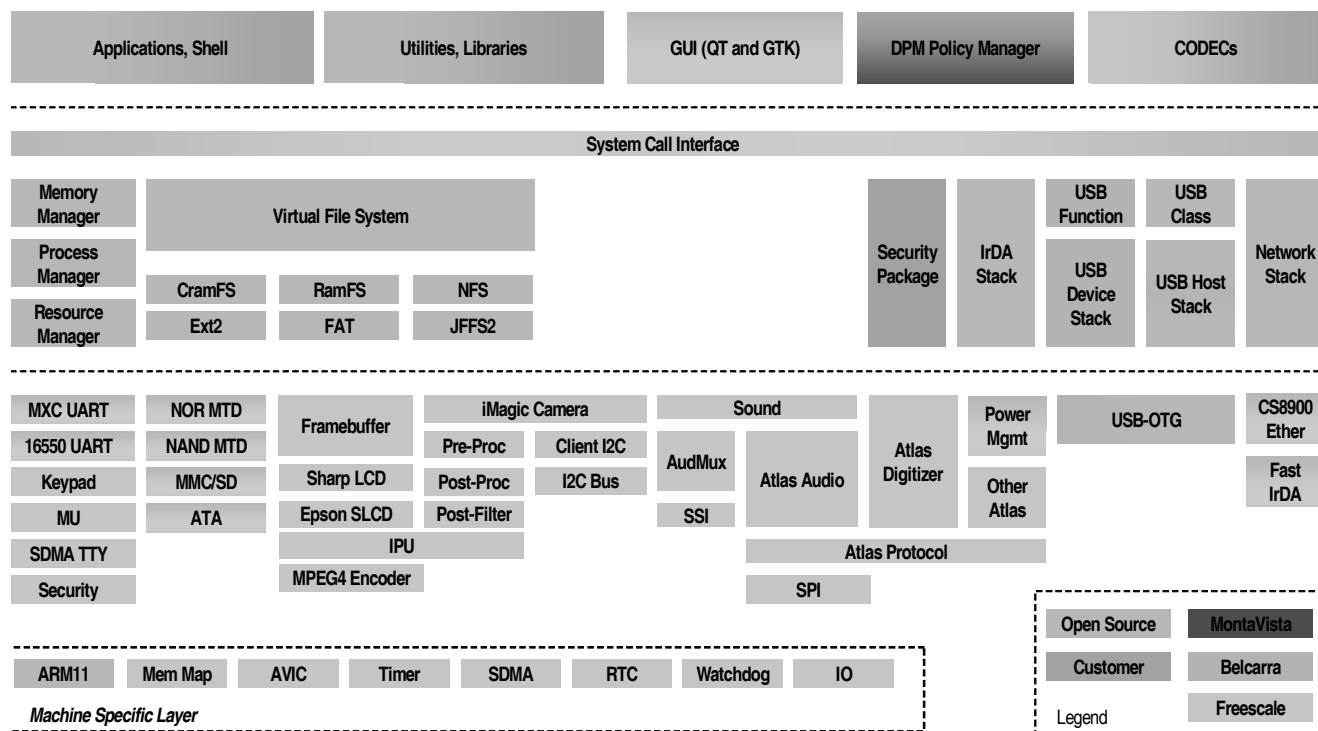 Applications, Shell
Utilities, Libraries
GUI (QT and GTK)
DPM Policy Manager
CODECs
System Call Interface
Memory
Manager
Process
Manager
Resource
Manager
Virtual File System
CramFS
RamFS
NFS
Ext2
FAT
JFFS2
Security
Package
IrDA
Stack
USB
Function
USB
Device
Stack
USB
Class
USB Host
Stack
Network
Stack
MXC UART
16550 UART
Keypad
MU
SDMA TTY
Security
NOR MTD
NAND MTD
MMC/SD
ATA
Framebuffer
Sharp LCD
Epson SLCD
IPU
MPEG4 Encoder
iMagic Camera
Pre-Proc
Client I2C
Post-Proc
I2C Bus
Post-Filter
Sound
AudMux
SSI
Atlas Audio
Atlas
Digitizer
Power
Mgmt
Other
Atlas
Atlas Protocol
SPI
USB-OTG
CS8900
Ether
Fast
IrDA
ARM11
Mem Map
AVIC
Timer
SDMA
RTC
Watchdog
IO
Machine Specific Layer
Open Source
MontaVista
Customer
Belcarra
Legend
Freescale